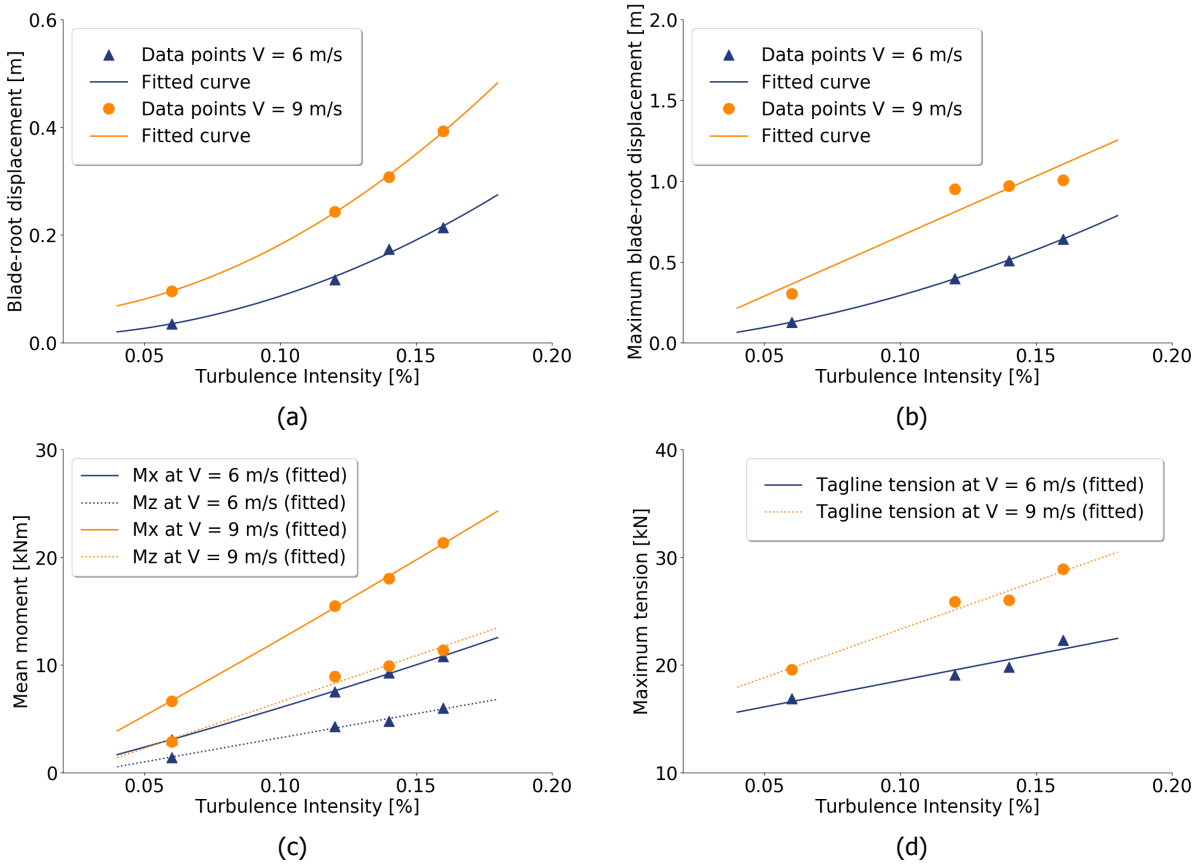 0.6
0.4
0.2
0.0
Blade-root displacement [m]
Data points V = 6 m/s
Fitted curve
Data points V = 9 m/s
Fitted curve
0.05 0.10 0.15 0.20
Turbulence Intensity [%]
(a)
2.0
1.5
1.0
0.5
0.0
Maximum blade-root displacement [m]
Data points V = 6 m/s
Fitted curve
Data points V = 9 m/s
Fitted curve
0.05 0.10 0.15 0.20
Turbulence Intensity [%]
(b)
30
20
10
0
Mean moment [kNm]
Mx at V = 6 m/s (fitted)
Mz at V = 6 m/s (fitted)
Mx at V = 9 m/s (fitted)
Mz at V = 9 m/s (fitted)
0.05 0.10 0.15 0.20
Turbulence Intensity [%]
(c)
40
30
20
10
Maximum tension [kN]
Tagline tension at V = 6 m/s (fitted)
Tagline tension at V = 9 m/s (fitted)
0.05 0.10 0.15 0.20
Turbulence Intensity [%]
(d)